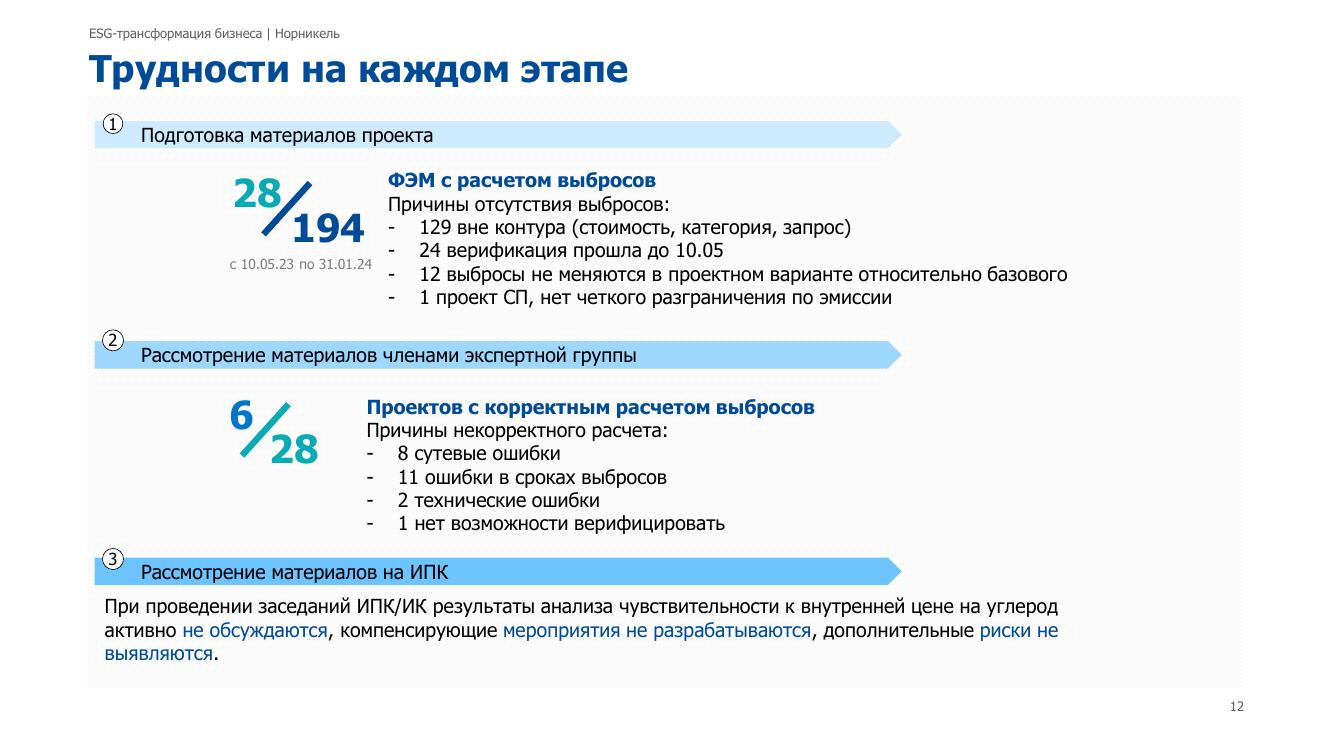 ESG-трансформация бизнеса | Норникель
Трудности на каждом этапе
1
Подготовка материалов проекта
28/194
с 10.05.23 по 31.01.24
ФЭМ с расчетом выбросов
Причины отсутствия выбросов:
- 129 вне контура (стоимость, категория, запрос)
- 24 верификация прошла до 10.05
- 12 выбросы не меняются в проектном варианте относительно базового
- 1 проект СП, нет четкого разграничения по эмиссии
2
Рассмотрение материалов членами экспертной группы
6/28
Проектов с корректным расчетом выбросов
Причины некорректного расчета:
- 8 сутевые ошибки
- 11 ошибки в сроках выбросов
- 2 технические ошибки
- 1 нет возможности верифицировать
3
Рассмотрение материалов на ИПК
При проведении заседаний ИПК/ИК результаты анализа чувствительности к внутренней цене на углерод
активно не обсуждаются, компенсирующие мероприятия не разрабатываются, дополнительные риски не
выявляются.
12